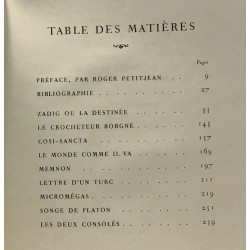 TABLE DES MATIÈRES
Pages
PRÉFACE, PAR ROGER PETITJEAN . . . . 9
BIBLIOGRAPHIE . . . . . . . 27
ZADIG OU LA DESTINÉE . . . . . 33
LE CROCHETEUR BORGNE . . . . . 145
COSI-SANCTA . . . . . . . 157
LE MONDE COMME IL VA . . . . . 169
MEMNON . . . . . . . . 197
LETTRE D'UN TURC . . . . . . 211
MICROMÉGAS . . . . . . . 219
SONGE DE PLATON . . . . . . 251
LES DEUX CONSOLÉS . . . . . . 259